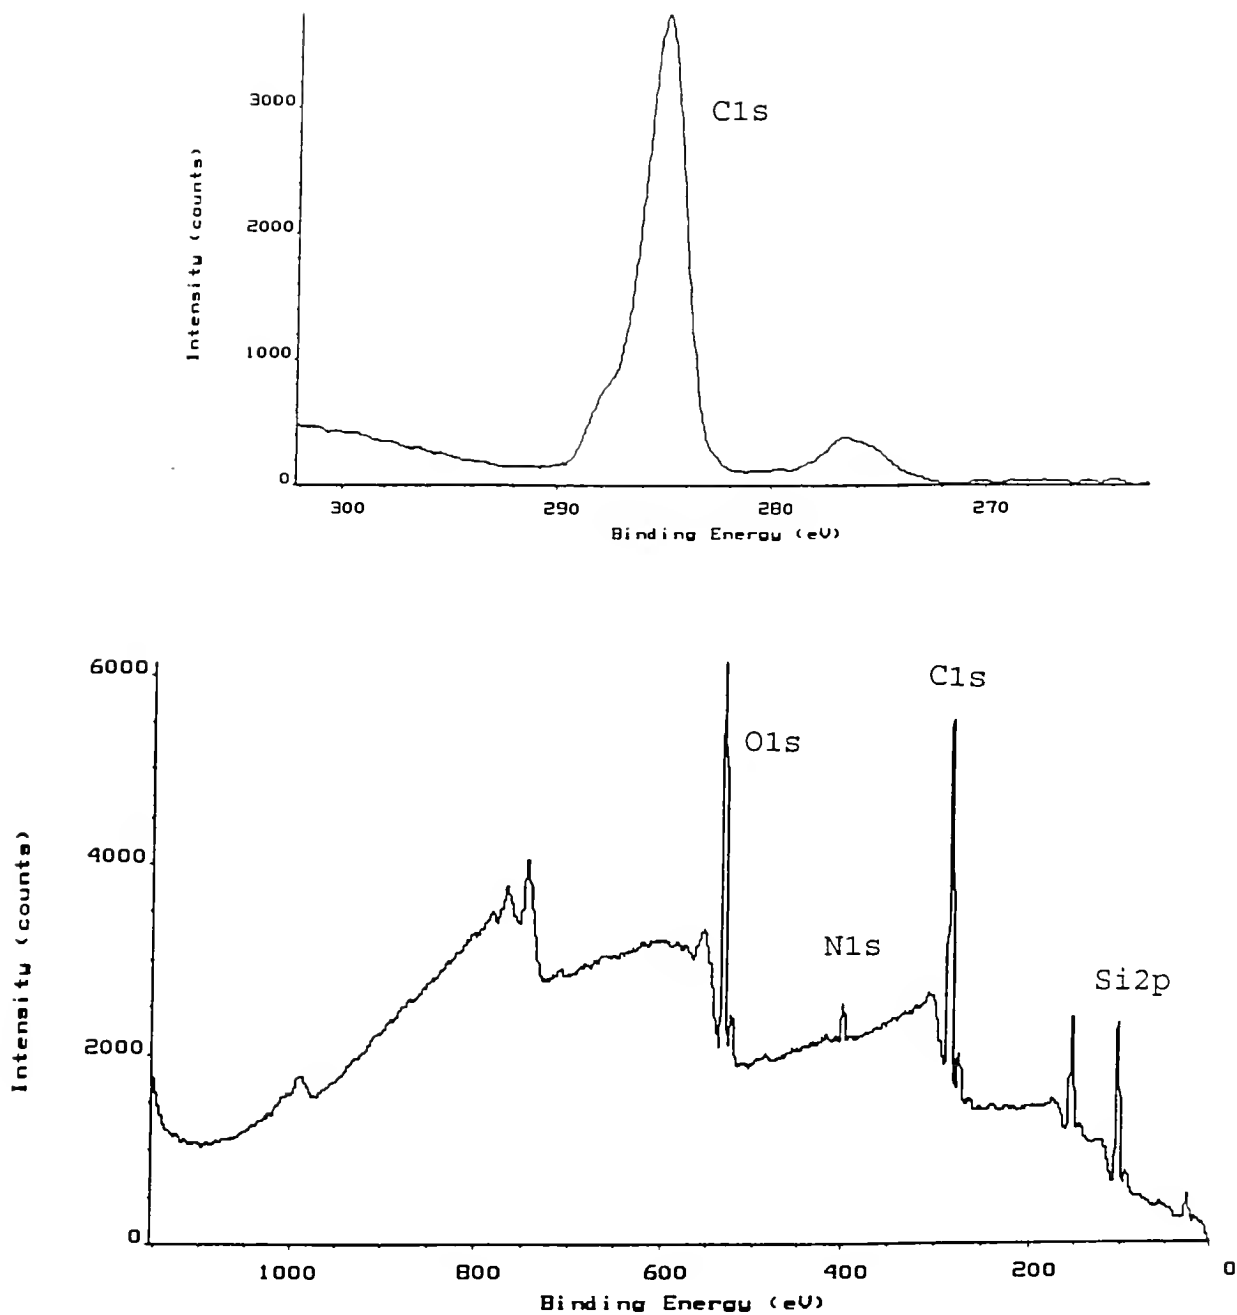 3000
C1s
2000
1000
0
Intensity (counts)
300 290 280 270
Binding Energy (eV)
6000
C1s
O1s
4000
N1s
Si2p
2000
0
Intensity (counts)
1000 800 600 400 200 0
Binding Energy (eV)